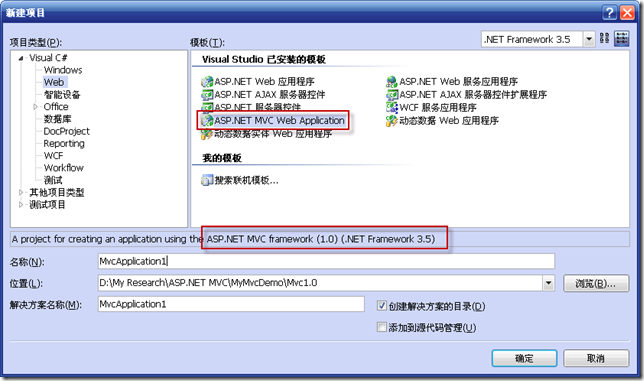 新建项目
项目类型(P):
模板(T):
.NET Framework 3.5
Visual C#
Windows
Web
智能设备
Office
数据库
DocProject
Reporting
WCF
Workflow
测试
其他项目类型
测试项目
Visual Studio 已安装的模板
ASP.NET Web 应用程序
ASP.NET Web 服务应用程序
ASP.NET AJAX 服务器控件
ASP.NET AJAX 服务器控件扩展程序
ASP.NET 服务器控件
WCF 服务应用程序
ASP.NET MVC Web Application
动态数据 Web 应用程序
动态数据实体 Web 应用程序
我的模板
搜索联机模板...
A project for creating an application using the ASP.NET MVC framework (1.0) (.NET Framework 3.5)
名称(N):
MvcApplication1
位置(L):
D:\My Research\ASP.NET MVC\MyMvcDemo\Mvc1.0
浏览(B)...
解决方案名称(M):
MvcApplication1
创建解决方案的目录(D)
添加到源代码管理(U)
确定
取消